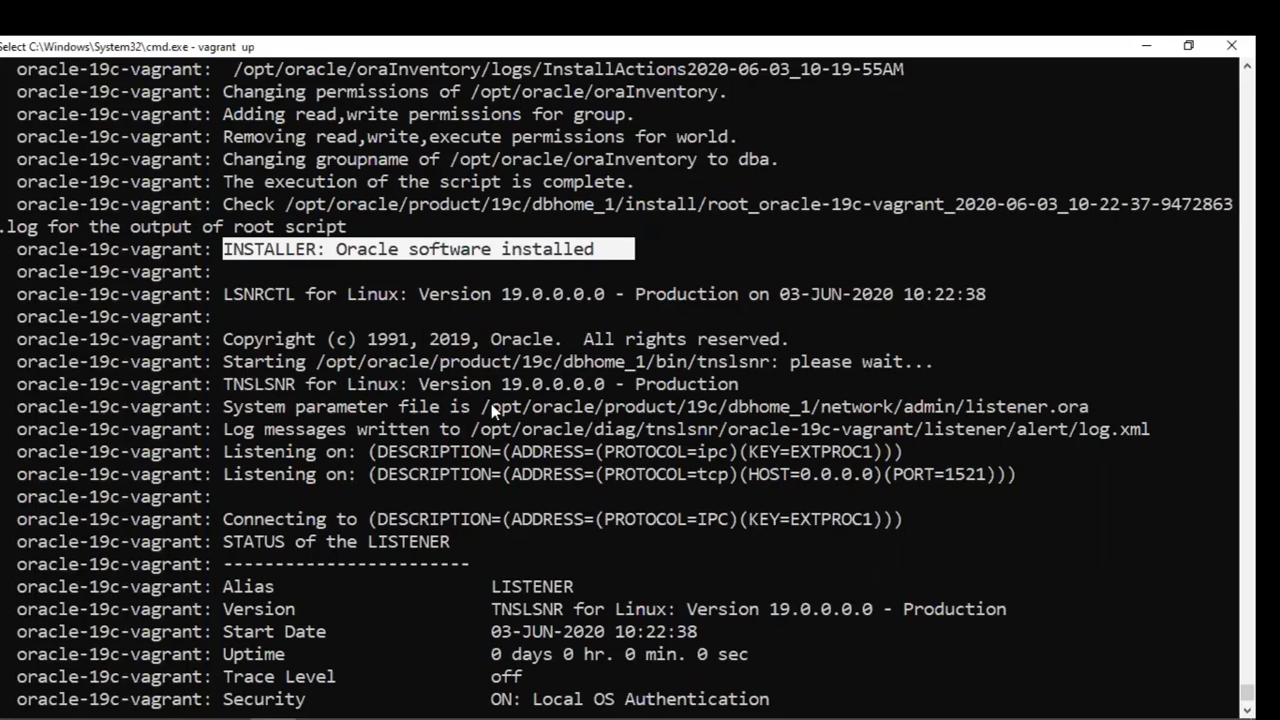 Select C:\Windows\System32\cmd.exe - vagrant  up
oracle-19c-vagrant:  /opt/oracle/oraInventory/logs/InstallActions2020-06-03_10-19-55AM
oracle-19c-vagrant: Changing permissions of /opt/oracle/oraInventory.
oracle-19c-vagrant: Adding read,write permissions for group.
oracle-19c-vagrant: Removing read,write,execute permissions for world.
oracle-19c-vagrant: Changing groupname of /opt/oracle/oraInventory to dba.
oracle-19c-vagrant: The execution of the script is complete.
oracle-19c-vagrant: Check /opt/oracle/product/19c/dbhome_1/install/root_oracle-19c-vagrant_2020-06-03_10-22-37-9472863
.log for the output of root script
oracle-19c-vagrant: INSTALLER: Oracle software installed
oracle-19c-vagrant:
oracle-19c-vagrant: LSNRCTL for Linux: Version 19.0.0.0.0 - Production on 03-JUN-2020 10:22:38
oracle-19c-vagrant:
oracle-19c-vagrant: Copyright (c) 1991, 2019, Oracle.  All rights reserved.
oracle-19c-vagrant: Starting /opt/oracle/product/19c/dbhome_1/bin/tnslsnr: please wait...
oracle-19c-vagrant: TNSLSNR for Linux: Version 19.0.0.0.0 - Production
oracle-19c-vagrant: System parameter file is /opt/oracle/product/19c/dbhome_1/network/admin/listener.ora
oracle-19c-vagrant: Log messages written to /opt/oracle/diag/tnslsnr/oracle-19c-vagrant/listener/alert/log.xml
oracle-19c-vagrant: Listening on: (DESCRIPTION=(ADDRESS=(PROTOCOL=ipc)(KEY=EXTPROC1)))
oracle-19c-vagrant: Listening on: (DESCRIPTION=(ADDRESS=(PROTOCOL=tcp)(HOST=0.0.0.0)(PORT=1521)))
oracle-19c-vagrant:
oracle-19c-vagrant: Connecting to (DESCRIPTION=(ADDRESS=(PROTOCOL=IPC)(KEY=EXTPROC1)))
oracle-19c-vagrant: STATUS of the LISTENER
oracle-19c-vagrant: ------------------------
oracle-19c-vagrant: Alias                     LISTENER
oracle-19c-vagrant: Version                   TNSLSNR for Linux: Version 19.0.0.0.0 - Production
oracle-19c-vagrant: Start Date                03-JUN-2020 10:22:38
oracle-19c-vagrant: Uptime                    0 days 0 hr. 0 min. 0 sec
oracle-19c-vagrant: Trace Level               off
oracle-19c-vagrant: Security                  ON: Local OS Authentication